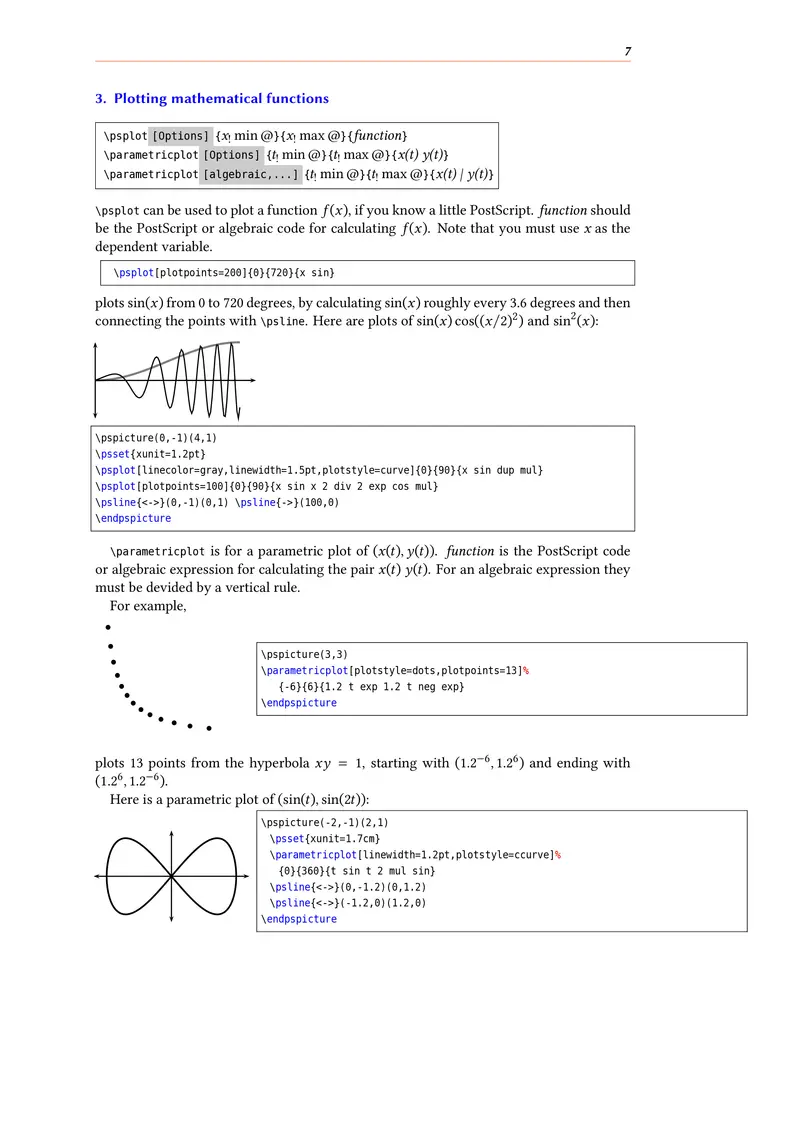 7
3. Plotting mathematical functions
\psplot [Options] {x! min @}{x! max @}{function}
\parametricplot [Options] {t! min @}{t! max @}{x(t) y(t)}
\parametricplot [algebraic,...] {t! min @}{t! max @}{x(t) | y(t)}
\psplot can be used to plot a function f(x), if you know a little PostScript. function should
be the PostScript or algebraic code for calculating f(x). Note that you must use x as the
dependent variable.
\psplot[plotpoints=200]{0}{720}{x sin}
plots sin(x) from 0 to 720 degrees, by calculating sin(x) roughly every 3.6 degrees and then
connecting the points with \psline. Here are plots of sin(x) cos((x/2)²) and sin²(x):
\pspicture(0,-1)(4,1)
\psset{xunit=1.2pt}
\psplot[linecolor=gray,linewidth=1.5pt,plotstyle=curve]{0}{90}{x sin dup mul}
\psplot[plotpoints=100]{0}{90}{x sin x 2 div 2 exp cos mul}
\psline{<->}(0,-1)(0,1) \psline{->}(100,0)
\endpspicture
\parametricplot is for a parametric plot of (x(t), y(t)). function is the PostScript code
or algebraic expression for calculating the pair x(t) y(t). For an algebraic expression they
must be devided by a vertical rule.
For example,
\pspicture(3,3)
\parametricplot[plotstyle=dots,plotpoints=13]%
{-6}{6}{1.2 t exp 1.2 t neg exp}
\endpspicture
plots 13 points from the hyperbola xy = 1, starting with (1.2⁻⁶, 1.2⁶) and ending with
(1.2⁶, 1.2⁻⁶).
Here is a parametric plot of (sin(t), sin(2t)):
\pspicture(-2,-1)(2,1)
\psset{xunit=1.7cm}
\parametricplot[linewidth=1.2pt,plotstyle=ccurve]%
{0}{360}{t sin t 2 mul sin}
\psline{<->}(0,-1.2)(0,1.2)
\psline{<->}(-1.2,0)(1.2,0)
\endpspicture